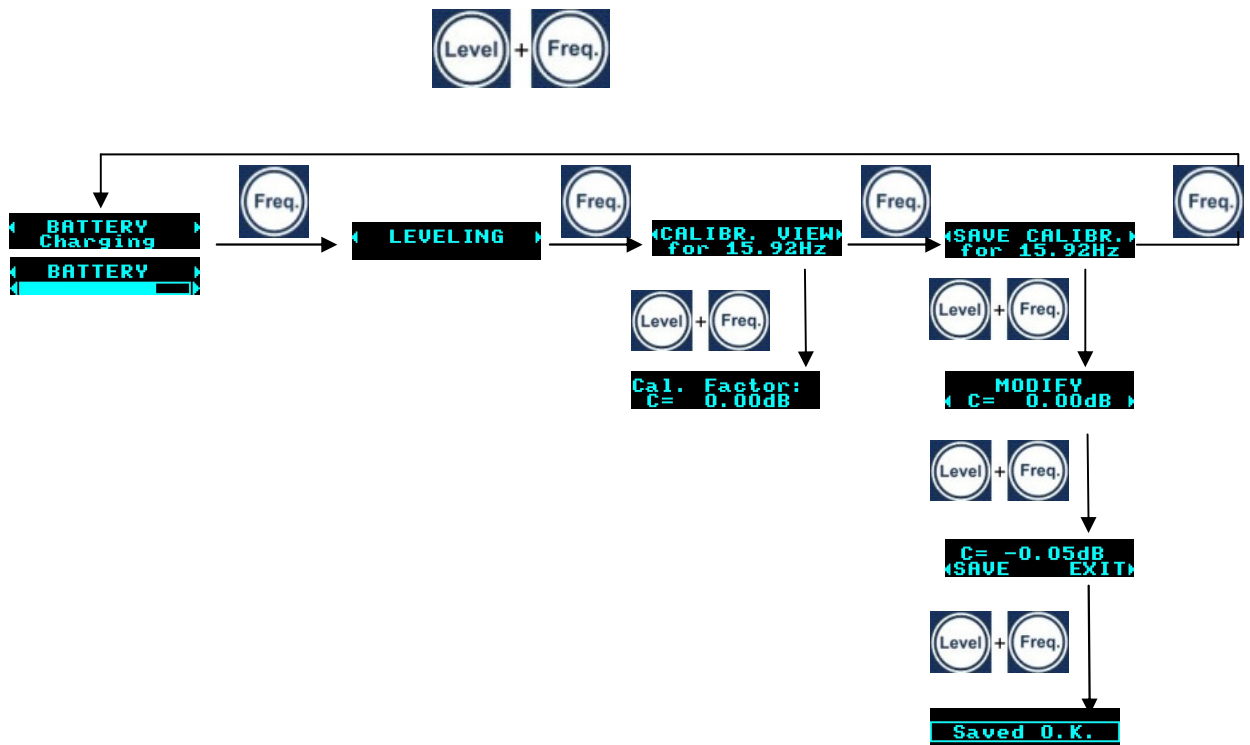 Level + Freq.
Freq. Freq. Freq. Freq.
BATTERY
Charging
BATTERY
LEVELING
CALIBR. VIEW
for 15.92Hz
SAVE CALIBR.
for 15.92Hz
Level + Freq.
Cal. Factor:
C= 0.00dB
Level + Freq.
MODIFY
C= 0.00dB
Level + Freq.
C= -0.05dB
SAVE EXIT
Level + Freq.
Saved O.K.